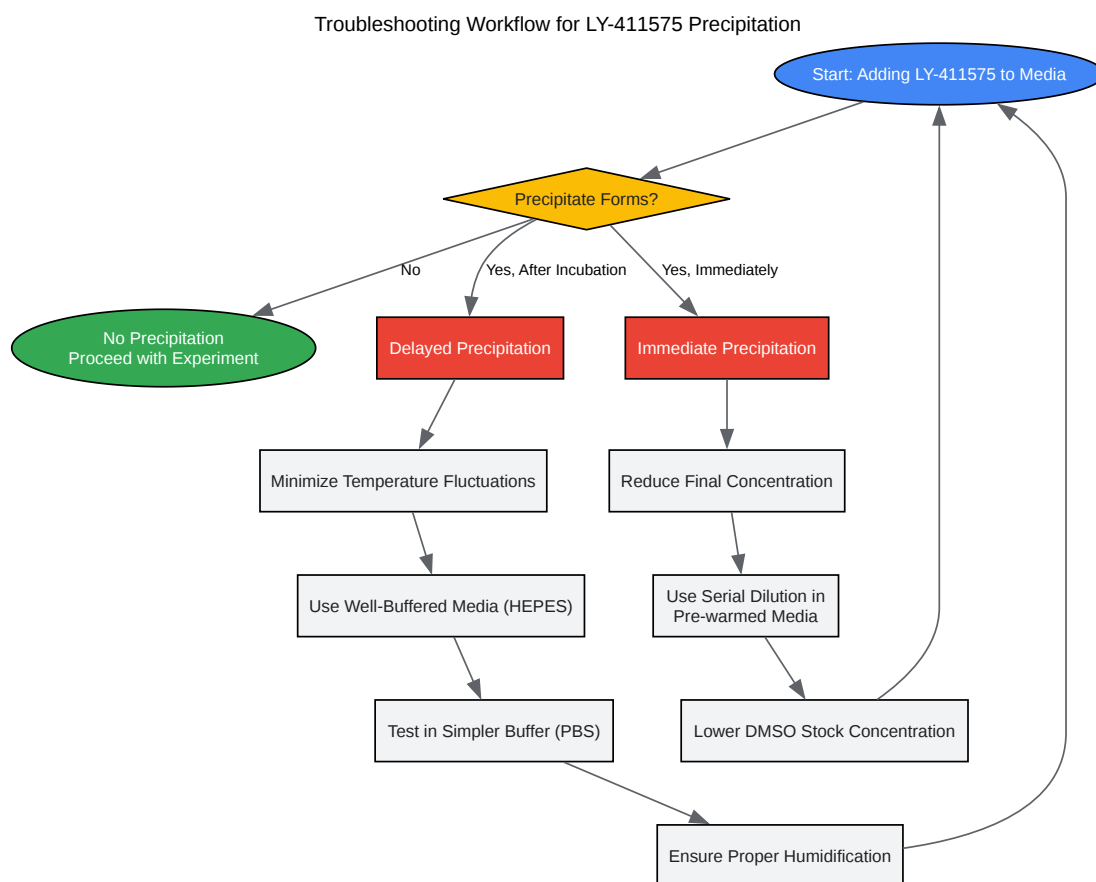 Troubleshooting Workflow for LY-411575 Precipitation
Start: Adding LY-411575 to Media
Precipitate Forms?
No
Yes, After Incubation
Yes, Immediately
No Precipitation
Proceed with Experiment
Delayed Precipitation
Immediate Precipitation
Minimize Temperature Fluctuations
Reduce Final Concentration
Use Well-Buffered Media (HEPES)
Use Serial Dilution in
Pre-warmed Media
Test in Simpler Buffer (PBS)
Lower DMSO Stock Concentration
Ensure Proper Humidification